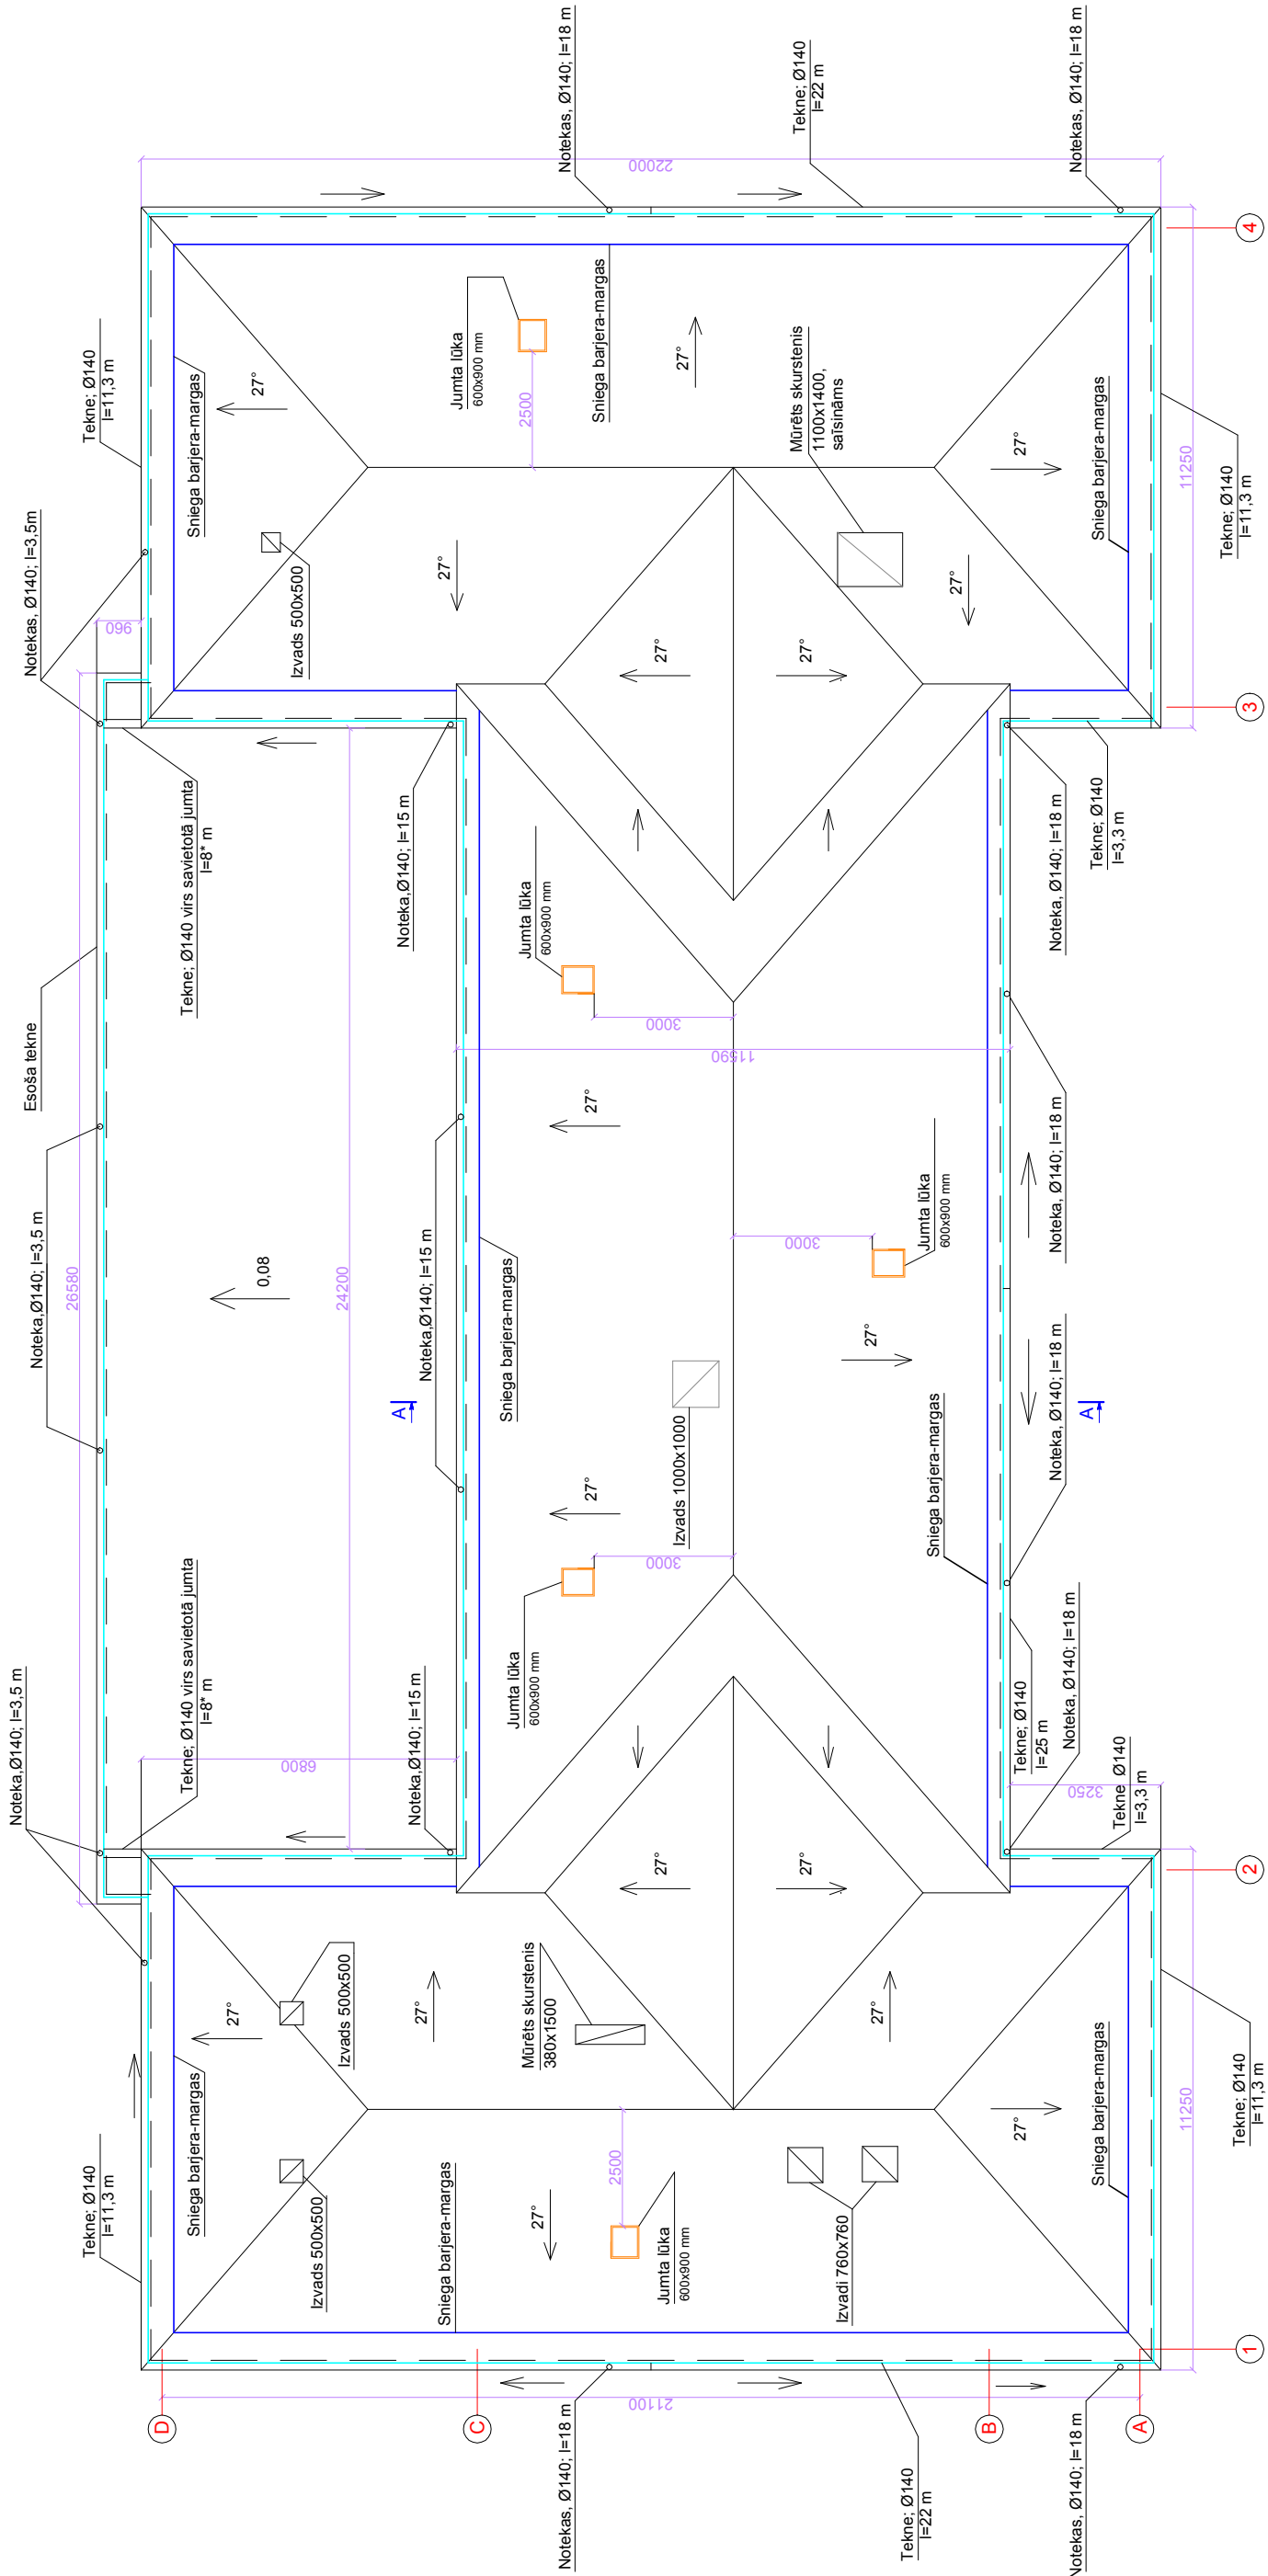 Notekas, Ø140; l=18 m
Tekne; Ø140
l=22 m
Notekas, Ø140; l=18 m
22000
4
Tekne; Ø140
l=11,3 m
Sniega barjera-margas
27°
Jumta lūka
600x900 mm
2500
Sniega barjera-margas
27°
Mūrēts skurstenis
1100x1400,
saīsināms
27°
Sniega barjera-margas
11250
Tekne; Ø140
l=11,3 m
Notekas, Ø140; l=3,5m
960
Izvads 500x500
27°
27°
27°
27°
3
Tekne; Ø140 virs savietotā jumta
l=8* m
Noteka,Ø140; l=15 m
Jumta lūka
600x900 mm
Noteka, Ø140; l=18 m
Tekne; Ø140
l=3,3 m
Esoša tekne
3000
11590
27°
Noteka, Ø140; l=18 m
Noteka,Ø140; l=3,5 m
26580
0,08
24200
Noteka,Ø140; l=15 m
Sniega barjera-margas
3000
Jumta lūka
600x900 mm
27°
A
A
Izvads 1000x1000
Noteka, Ø140; l=18 m
27°
Sniega barjera-margas
3000
Jumta lūka
600x900 mm
Noteka,Ø140; l=3,5 m
Tekne; Ø140 virs savietotā jumta
l=8* m
6800
Noteka,Ø140; l=15 m
Tekne; Ø140
l=25 m
Noteka, Ø140; l=18 m
3250
Tekne; Ø140
l=3,3 m
2
27°
27°
Izvads 500x500
27°
Mūrēts skurstenis
380x1500
27°
Sniega barjera-margas
Tekne; Ø140
l=11,3 m
11250
27°
Sniega barjera-margas
Tekne; Ø140
l=11,3 m
Izvads 500x500
Sniega barjera-margas
27°
2500
Jumta lūka
600x900 mm
Izvadi 760x760
1
D
C
B
A
21100
Notekas, Ø140; l=18 m
Tekne; Ø140
l=22 m
Notekas, Ø140; l=18 m